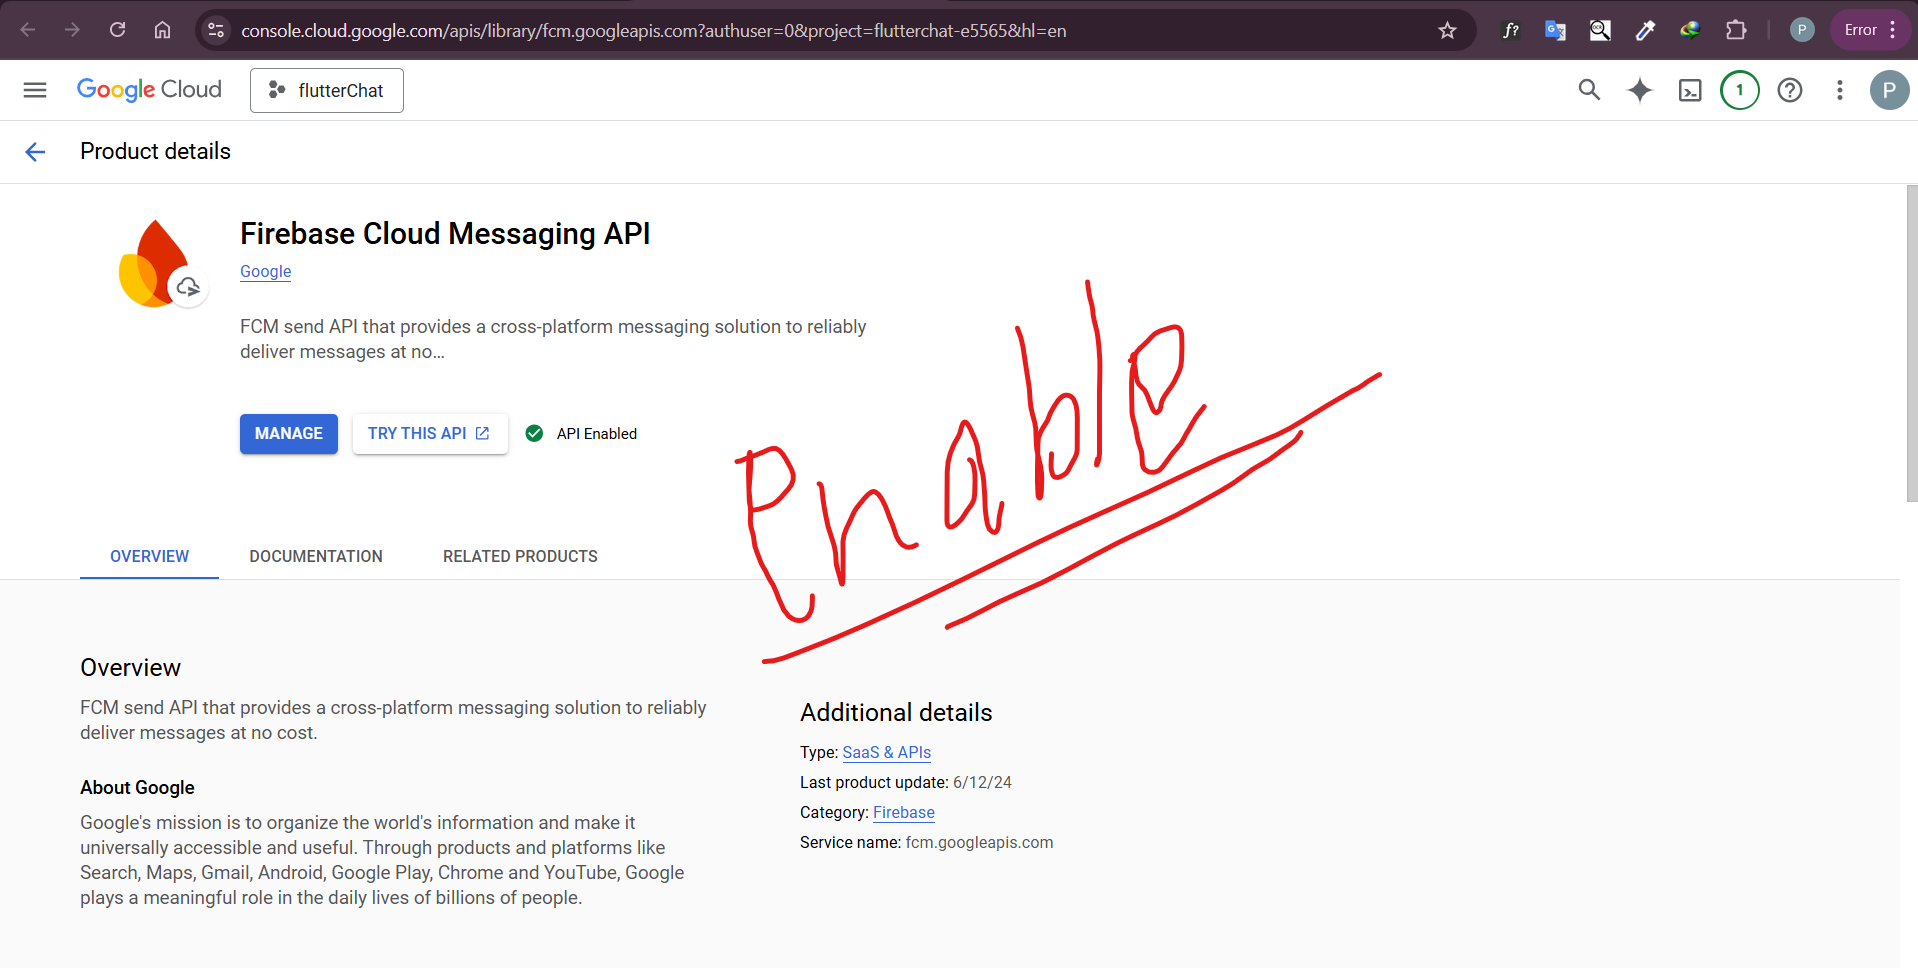 console.cloud.google.com/apis/library/fcm.googleapis.com?authuser=0&project=flutterchat-e5565&hl=en
f?
P
Error
Google Cloud
flutterChat
1
P
Product details
Firebase Cloud Messaging API
Google
FCM send API that provides a cross-platform messaging solution to reliably
deliver messages at no...
MANAGE
TRY THIS API
API Enabled
Enable
OVERVIEW
DOCUMENTATION
RELATED PRODUCTS
Overview
FCM send API that provides a cross-platform messaging solution to reliably
deliver messages at no cost.
About Google
Google's mission is to organize the world's information and make it
universally accessible and useful. Through products and platforms like
Search, Maps, Gmail, Android, Google Play, Chrome and YouTube, Google
plays a meaningful role in the daily lives of billions of people.
Additional details
Type: SaaS & APIs
Last product update: 6/12/24
Category: Firebase
Service name: fcm.googleapis.com